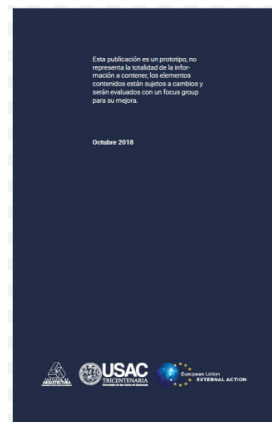 Esta publicación es un prototipo, no
representa la totalidad de la infor-
mación a contener, los elementos
contenidos están sujetos a cambios y
serán evaluados con un focus group
para su mejora.
Octubre 2018
ARQUITECTURA
USAC
TRICENTENARIA
European Union
EXTERNAL ACTION